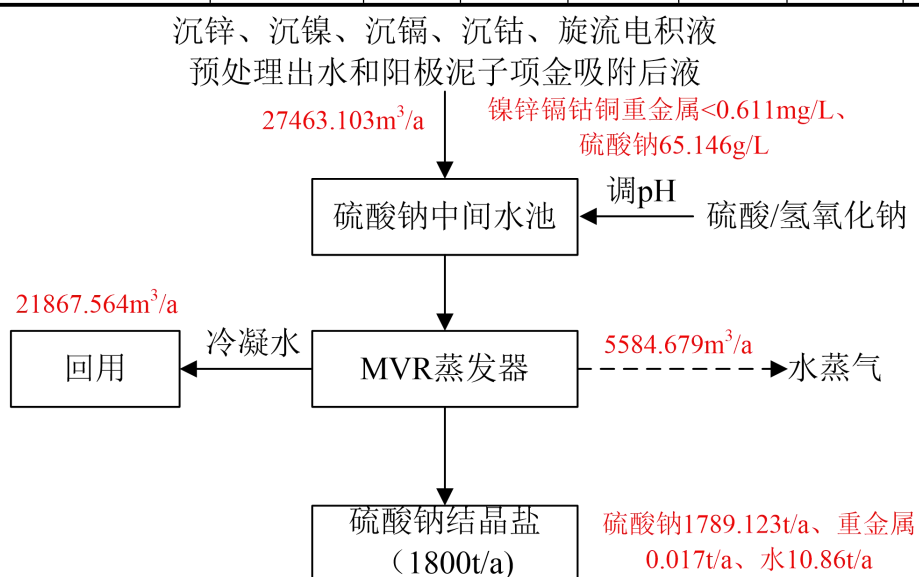 沉锌、沉镍、沉镉、沉钴、旋流电积液
预处理出水和阳极泥子项金吸附后液
27463.103m³/a
镍锌镉钴铜重金属<0.611mg/L、
硫酸钠65.146g/L
调pH
硫酸钠中间水池
硫酸/氢氧化钠
21867.564m³/a
冷凝水
5584.679m³/a
回用
MVR蒸发器
水蒸气
硫酸钠结晶盐
（1800t/a)
硫酸钠1789.123t/a、重金属
0.017t/a、水10.86t/a